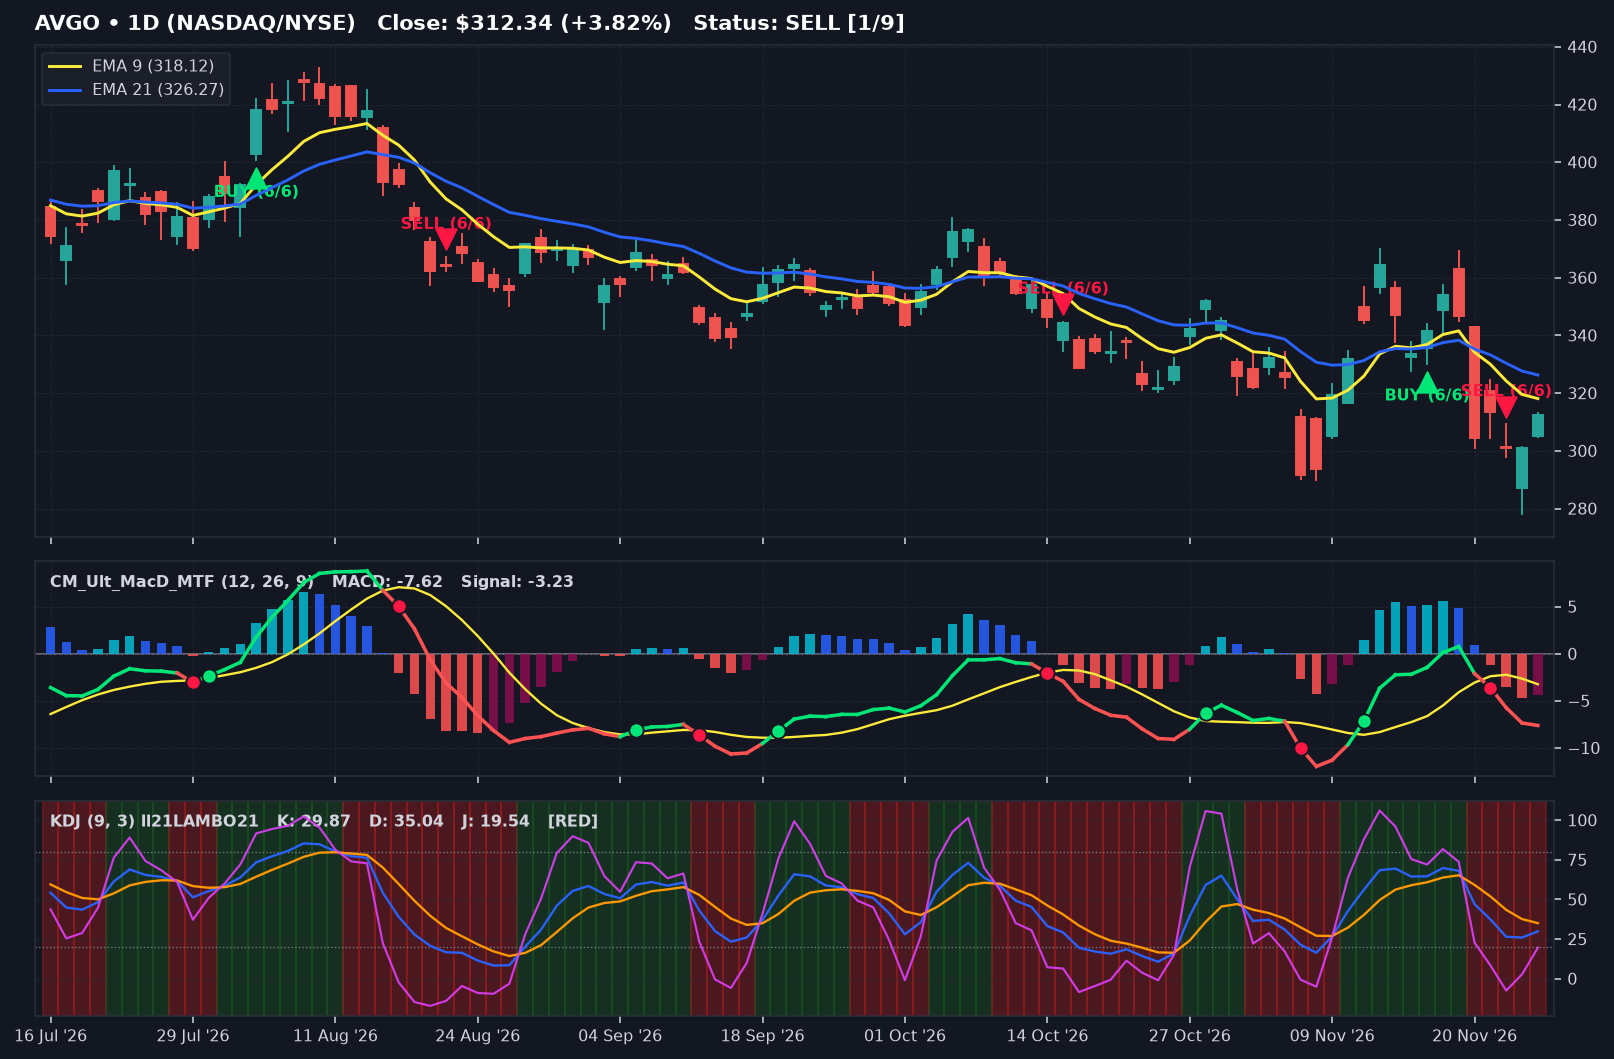 AVGO • 1D (NASDAQ/NYSE)   Close: $312.34 (+3.82%)   Status: SELL [1/9]
EMA 9 (318.12)
EMA 21 (326.27)
BUY (6/6)
SELL (6/6)
SELL (6/6)
BUY (6/6)
SELL (6/6)
440
420
400
380
360
340
320
300
280
CM_Ult_MacD_MTF (12, 26, 9)   MACD: -7.62   Signal: -3.23
5
0
−5
−10
KDJ (9, 3) II21LAMBO21   K: 29.87   D: 35.04   J: 19.54   [RED]
100
75
50
25
0
16 Jul '26
29 Jul '26
11 Aug '26
24 Aug '26
04 Sep '26
18 Sep '26
01 Oct '26
14 Oct '26
27 Oct '26
09 Nov '26
20 Nov '26